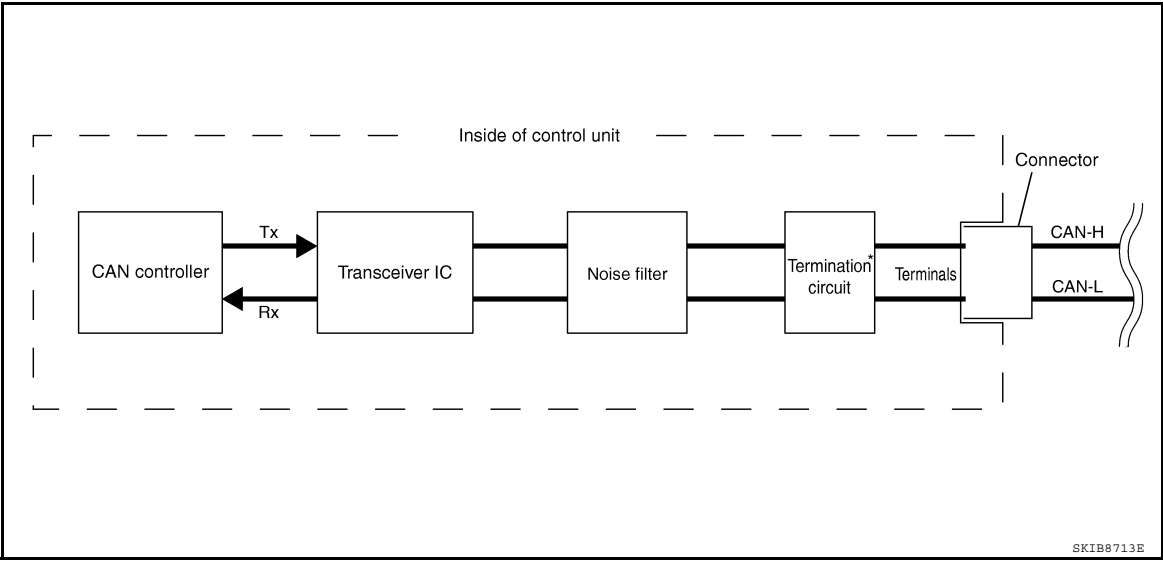 Inside of control unit
Connector
CAN controller
Tx
Rx
Transceiver IC
Noise filter
Termination*
circuit
Terminals
CAN-H
CAN-L
SKIB8713E